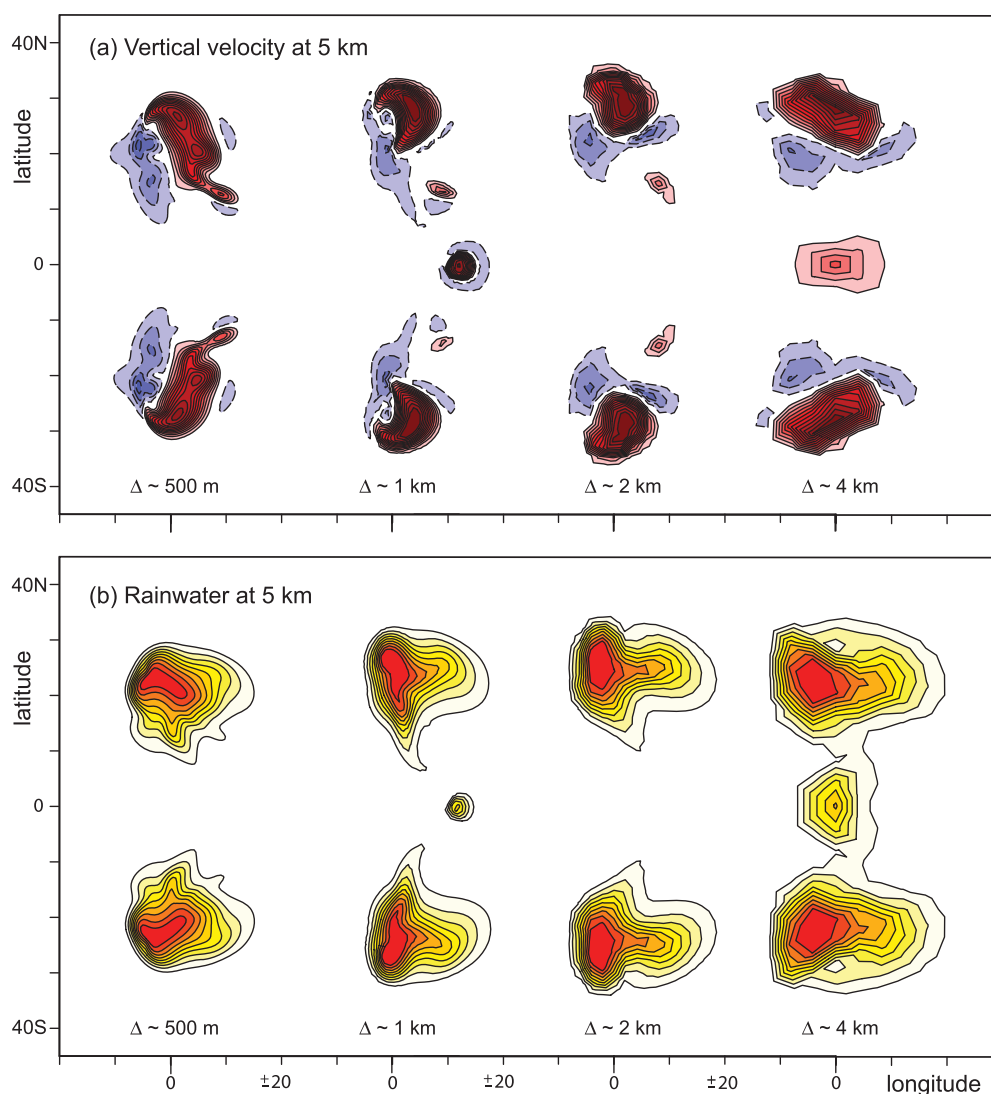 40N
(a) Vertical velocity at 5 km
latitude
0
40S
Δ ~ 500 m
Δ ~ 1 km
Δ ~ 2 km
Δ ~ 4 km
40N
(b) Rainwater at 5 km
latitude
0
40S
Δ ~ 500 m
Δ ~ 1 km
Δ ~ 2 km
Δ ~ 4 km
0
±20
0
±20
0
±20
0
longitude